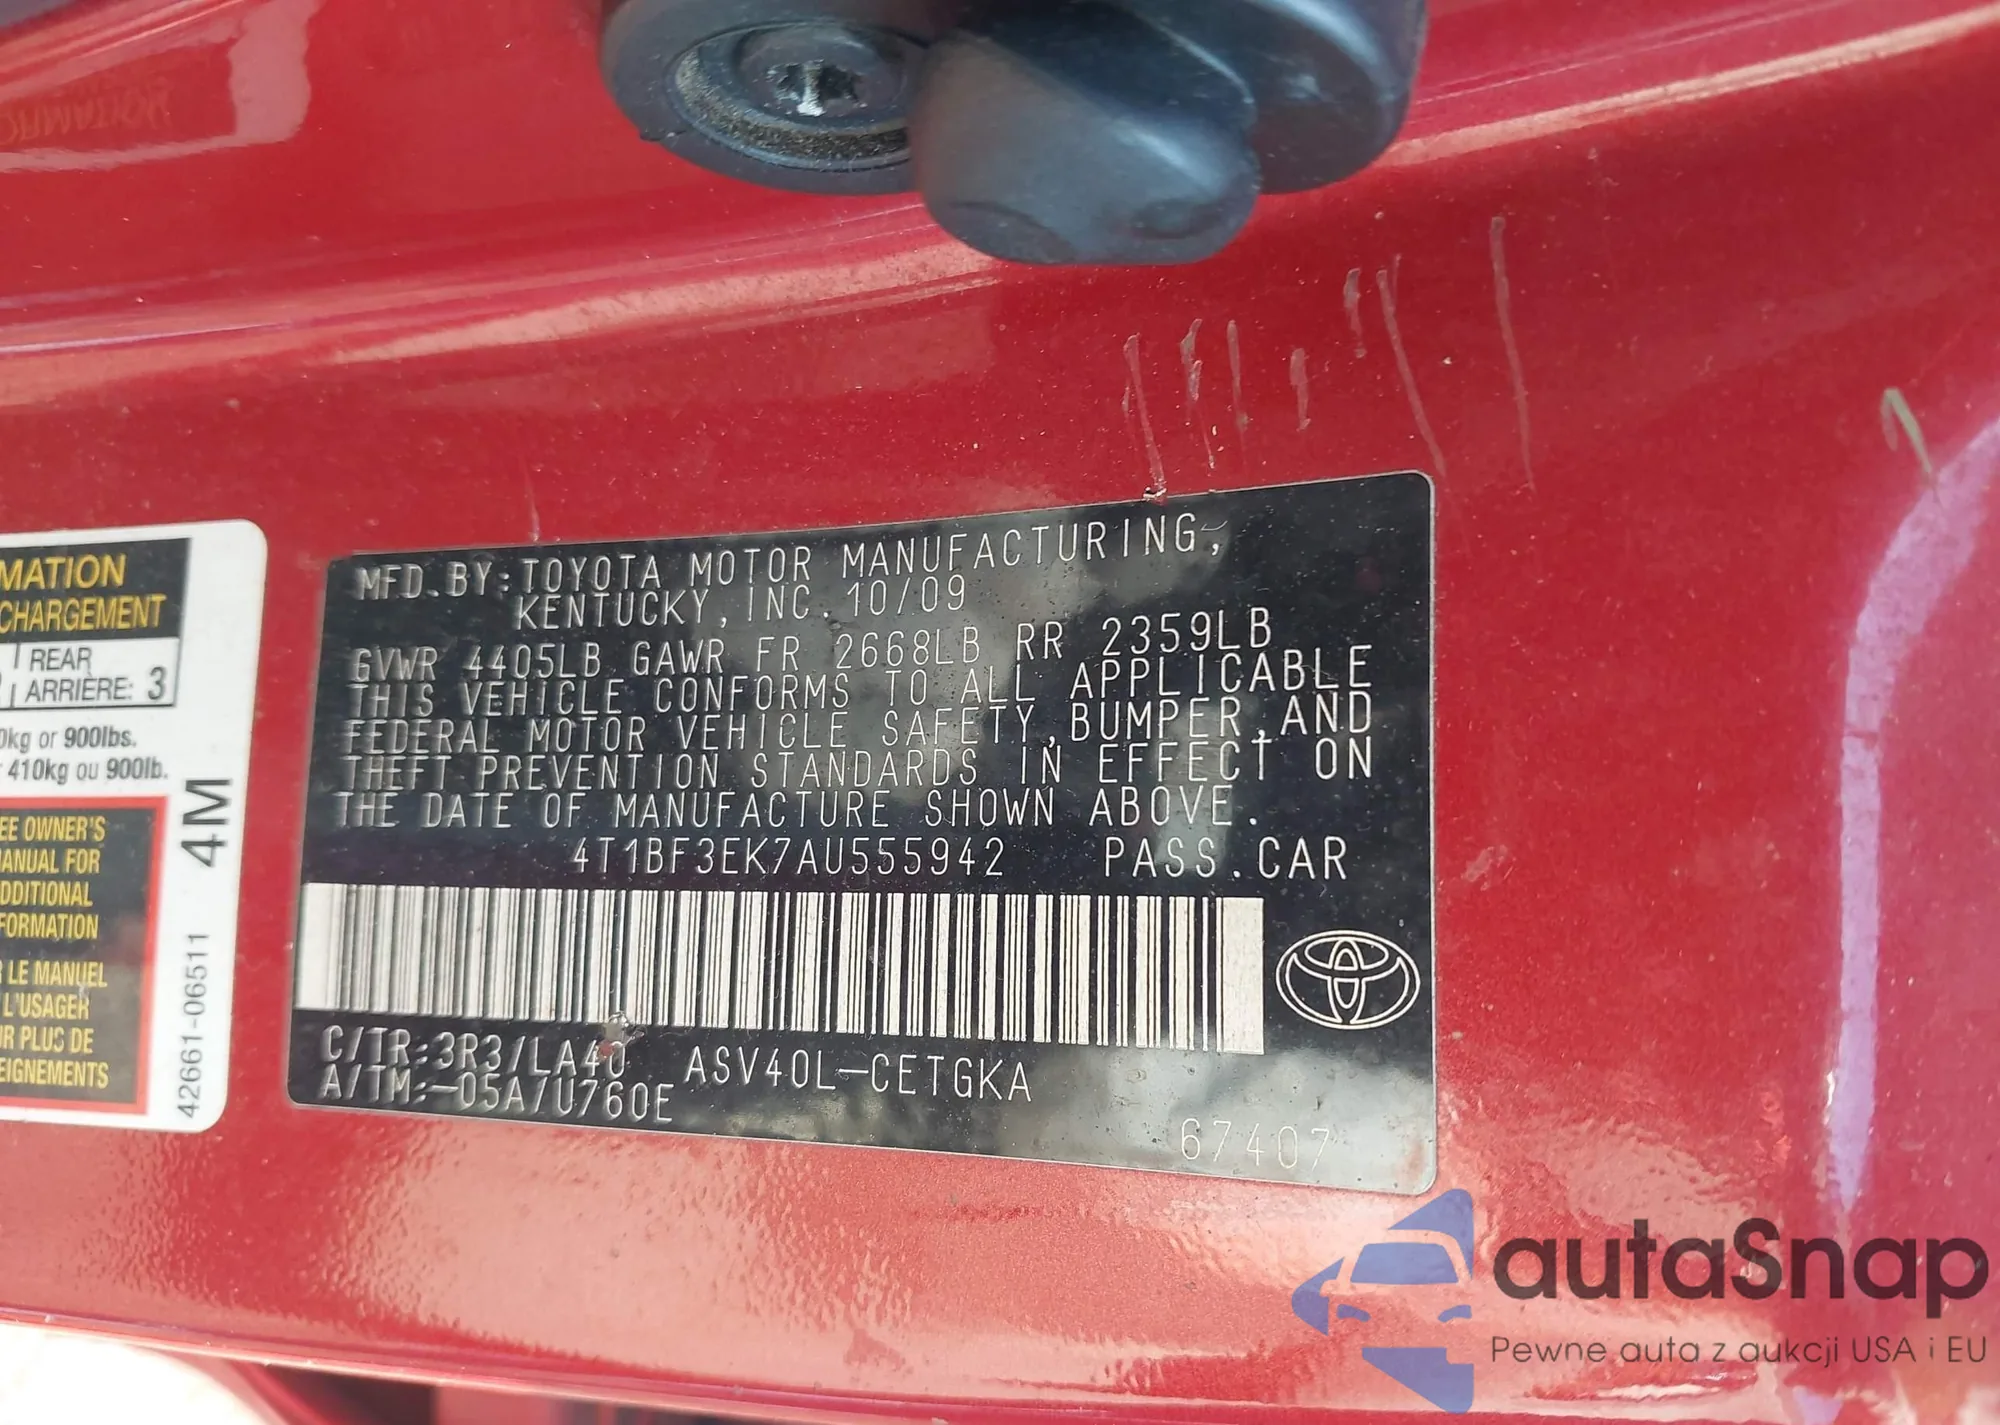 MATION
CHARGEMENT
REAR
ARRIÈRE: 3
0kg or 900lbs.
410kg ou 900lb.
EE OWNER'S
MANUAL FOR
DDITIONAL
FORMATION
LE MANUEL
L'USAGER
UR PLUS DE
EIGNEMENTS
4M
42661-06511
MFD.BY:TOYOTA MOTOR MANUFACTURING,
KENTUCKY,INC. 10/09
GVWR 4405LB GAWR FR 2668LB RR 2359LB
THIS VEHICLE CONFORMS TO ALL APPLICABLE
FEDERAL MOTOR VEHICLE SAFETY,BUMPER,AND
THEFT PREVENTION STANDARDS IN EFFECT ON
THE DATE OF MANUFACTURE SHOWN ABOVE.
4T1BF3EK7AU555942 PASS.CAR
C/TR:3R3/LA40 ASV40L-CETGKA
A/TM:-05A/U760E
67407
autaSnap
Pewne auta z aukcji USA i EU